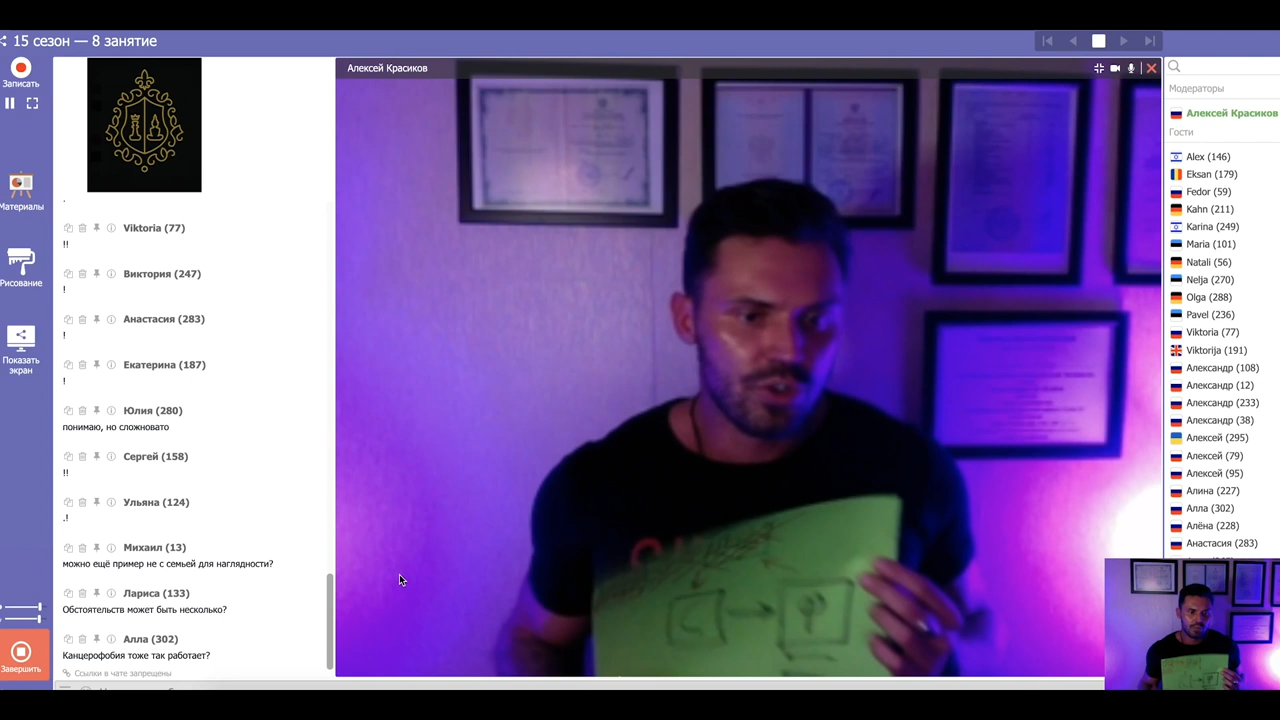 15 сезон — 8 занятие
Записать
Материалы
Рисование
Показать
экран
Завершить
Viktoria (77)
!!
Виктория (247)
!
Анастасия (283)
!
Екатерина (187)
!
Юлия (280)
понимаю, но сложновато
Сергей (158)
!!
Ульяна (124)
.!
Михаил (13)
можно ещё пример не с семьей для наглядности?
Лариса (133)
Обстоятельств может быть несколько?
Алла (302)
Канцерофобия тоже так работает?
Ссылки в чате запрещены
Алексей Красиков
Модераторы
Алексей Красиков
Гости
Alex (146)
Eksan (179)
Fedor (59)
Kahn (211)
Karina (249)
Maria (101)
Natali (56)
Nelja (270)
Olga (288)
Pavel (236)
Viktoria (77)
Viktorija (191)
Александр (108)
Александр (12)
Александр (233)
Александр (38)
Алексей (295)
Алексей (79)
Алексей (95)
Алина (227)
Алла (302)
Алёна (228)
Анастасия (283)